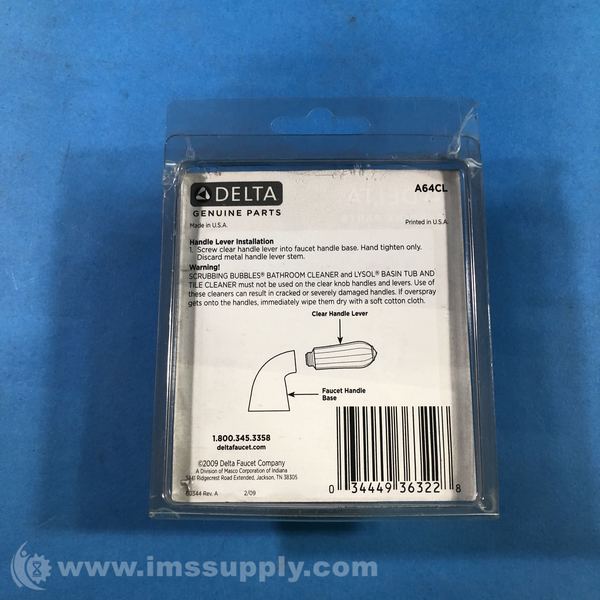 DELTA
A64CL
GENUINE PARTS
Made in U.S.A.
Printed in U.S.A.
Handle Lever Installation
1. Screw clear handle lever into faucet handle base. Hand tighten only.
Discard metal handle lever stem.
Warning!
SCRUBBING BUBBLES® BATHROOM CLEANER and LYSOL® BASIN TUB AND
TILE CLEANER must not be used on the clear knob handles and levers. Use of
these cleaners can result in cracked or severely damaged handles. If overspray
gets onto the handles, immediately wipe them dry with a soft cotton cloth.
Clear Handle Lever
Faucet Handle
Base
1.800.345.3358
deltafaucet.com
©2009 Delta Faucet Company
A Division of Masco Corporation of Indiana
Ridgecrest Road Extended, Jackson, TN 38305
Rev. A 2/09
0 34449 36322 8
www.imssupply.com